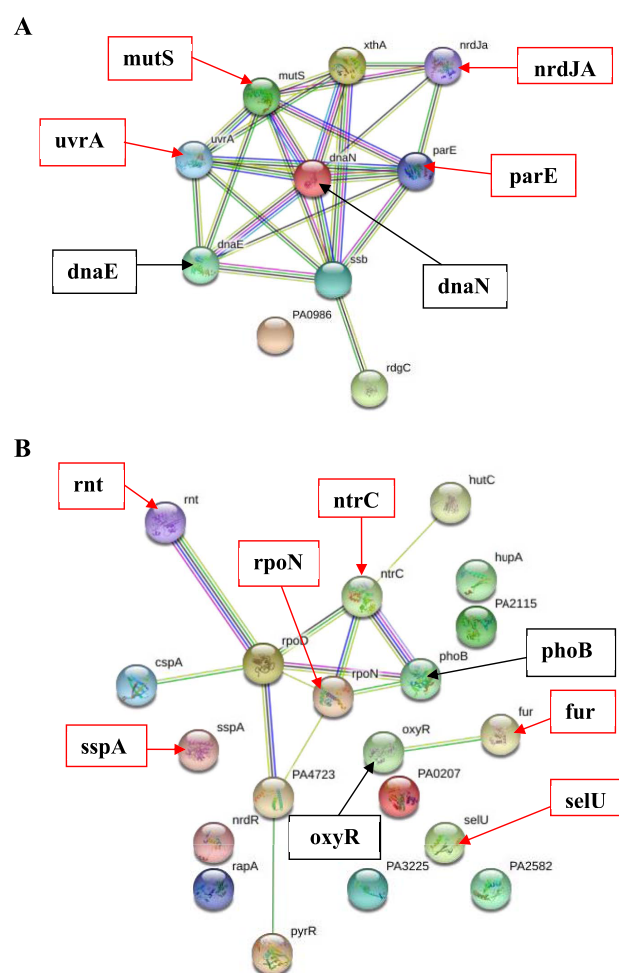 A
mutS
xthA
nrdJa
nrdJA
mutS
uvrA
uvrA
dnaN
parE
parE
dnaE
dnaE
ssb
dnaN
PA0986
rdgC
B
rnt
rnt
ntrC
hutC
rpoN
ntrC
hupA
PA2115
rpoD
phoB
phoB
cspA
rpoN
sspA
sspA
oxyR
fur
fur
PA4723
PA0207
selU
nrdR
oxyR
selU
rapA
PA3225
PA2582
pyrR